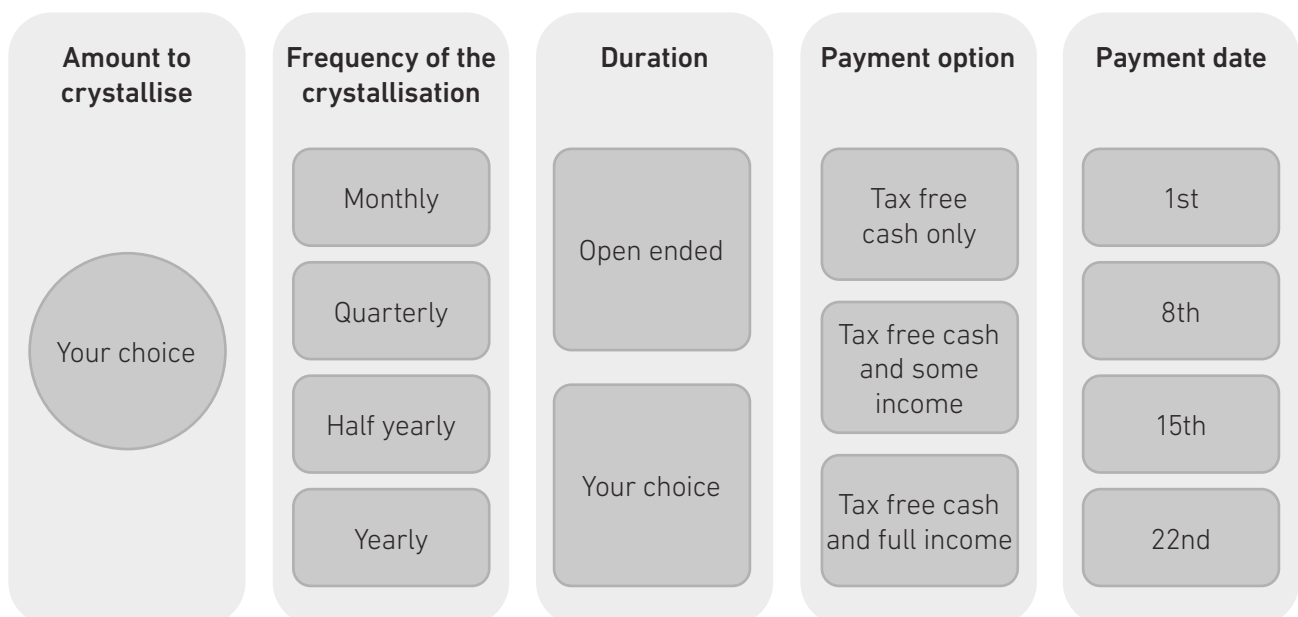 Amount to
crystallise
Your choice
Frequency of the
crystallisation
Monthly
Quarterly
Half yearly
Yearly
Duration
Open ended
Your choice
Payment option
Tax free
cash only
Tax free cash
and some
income
Tax free cash
and full income
Payment date
1st
8th
15th
22nd